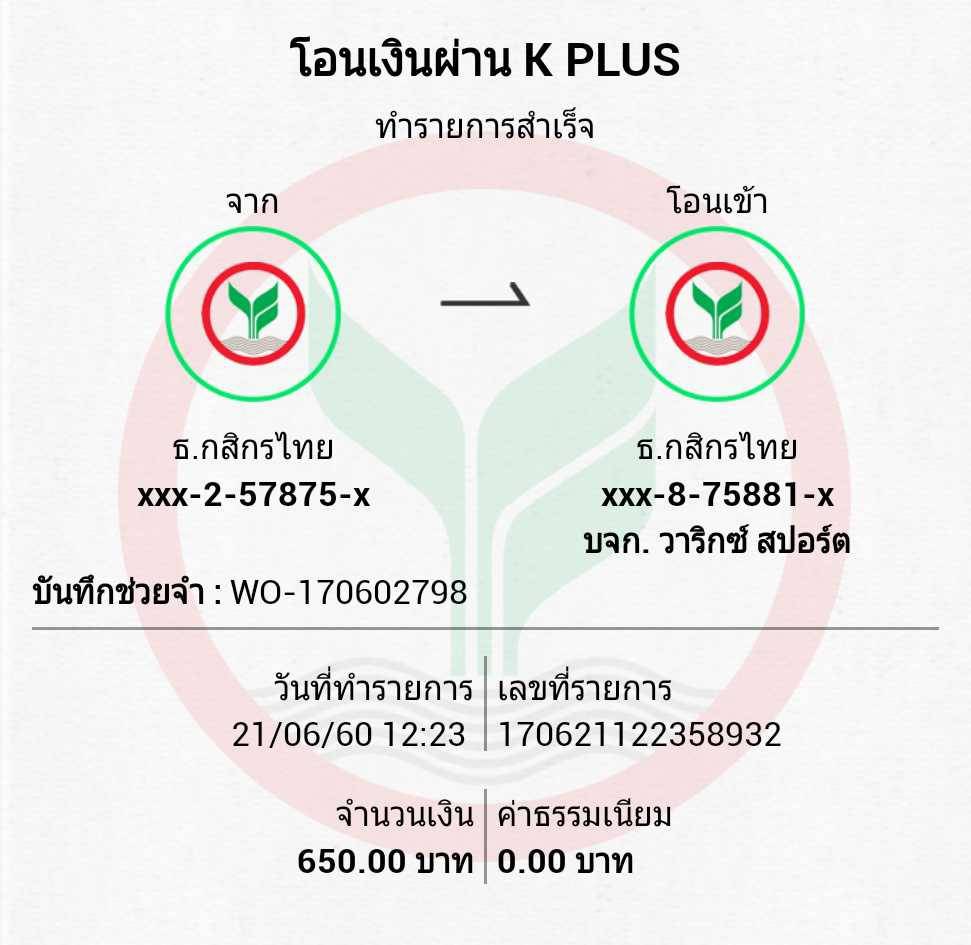 โอนเงินผ่าน K PLUS
ทำรายการสำเร็จ
จาก
โอนเข้า
ธ.กสิกรไทย
xxx-2-57875-x
ธ.กสิกรไทย
xxx-8-75881-x
บจก. วาริกซ์ สปอร์ต
บันทึกช่วยจำ : WO-170602798
วันที่ทำรายการ
21/06/60 12:23
เลขที่รายการ
170621122358932
จำนวนเงิน
650.00 บาท
ค่าธรรมเนียม
0.00 บาท